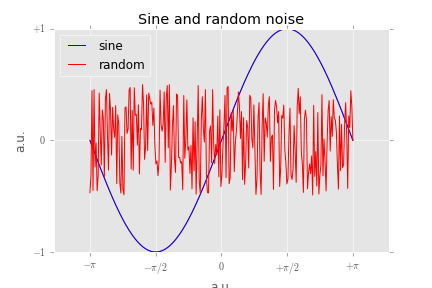 Sine and random noise
+1
sine
random
a.u.
0
−1
−π −π/2 0 +π/2 +π
a.u.